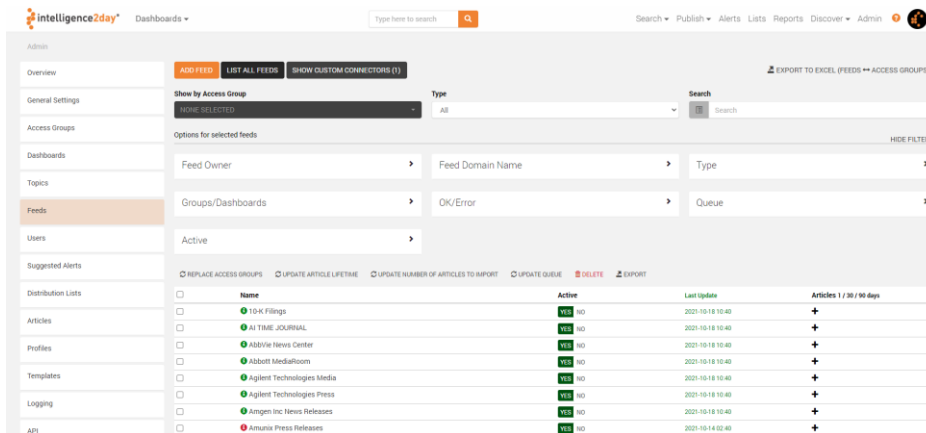 intelligence2day® Dashboards Type here to search Search Publish Alerts Lists Reports Discover Admin
Admin
Overview
General Settings
Access Groups
Dashboards
Topics
Feeds
Users
Suggested Alerts
Distribution Lists
Articles
Profiles
Templates
Logging
API
ADD FEED LIST ALL FEEDS SHOW CUSTOM CONNECTORS (1) EXPORT TO EXCEL (FEEDS ↔ ACCESS GROUPS
Show by Access Group Type Search
NONE SELECTED All Search
Options for selected feeds HIDE FILTE
Feed Owner Feed Domain Name Type
Groups/Dashboards OK/Error Queue
Active
REPLACE ACCESS GROUPS UPDATE ARTICLE LIFETIME UPDATE NUMBER OF ARTICLES TO IMPORT UPDATE QUEUE DELETE EXPORT
Name Active Last Update Articles 1 / 30 / 90 days
10-K Filings YES NO 2021-10-18 10:40 +
AI TIME JOURNAL YES NO 2021-10-18 10:40 +
AbbVie News Center YES NO 2021-10-18 10:40 +
Abbott MediaRoom YES NO 2021-10-18 10:40 +
Agilent Technologies Media YES NO 2021-10-18 10:40 +
Agilent Technologies Press YES NO 2021-10-18 10:40 +
Amgen Inc News Releases YES NO 2021-10-18 10:40 +
Amunix Press Releases YES NO 2021-10-14 02:40 +